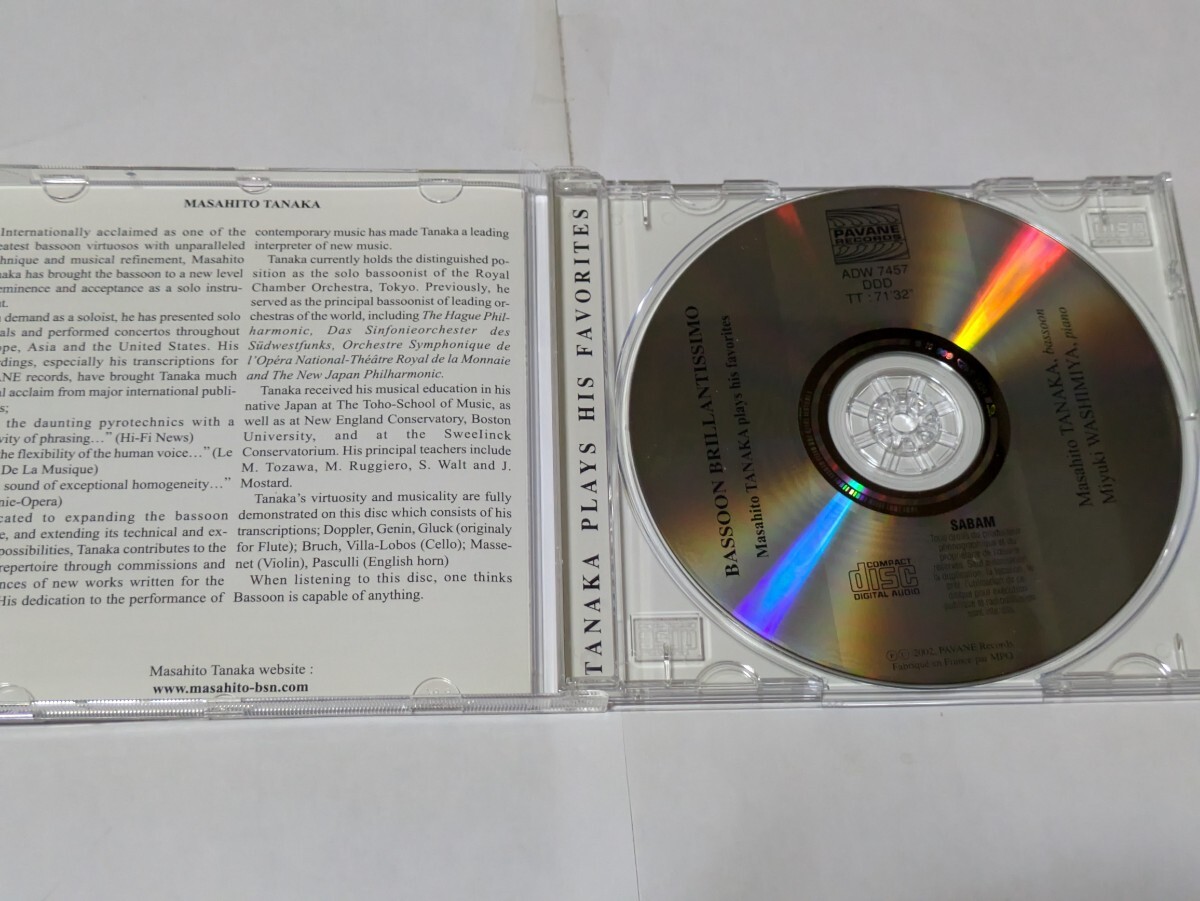 MASAHITO TANAKA
Internationally acclaimed as one of the
eatest bassoon virtuosos with unparalleled
hnique and musical refinement, Masahito
naka has brought the bassoon to a new level
eminence and acceptance as a solo instru-
nt.
demand as a soloist, he has presented solo
als and performed concertos throughout
ope, Asia and the United States. His
rdings, especially his transcriptions for
ANE records, have brought Tanaka much
al acclaim from major international publi-
s;
the daunting pyrotechnics with a
vity of phrasing…” (Hi-Fi News)
he flexibility of the human voice…” (Le
De La Musique)
sound of exceptional homogeneity…”
nic-Opera)
cated to expanding the bassoon
e, and extending its technical and ex-
possibilities, Tanaka contributes to the
repertoire through commissions and
nces of new works written for the
His dedication to the performance of
contemporary music has made Tanaka a leading
interpreter of new music.
Tanaka currently holds the distinguished po-
sition as the solo bassoonist of the Royal
Chamber Orchestra, Tokyo. Previously, he
served as the principal bassoonist of leading or-
chestras of the world, including The Hague Phil-
harmonic, Das Sinfonieorchester des
Südwestfunks, Orchestre Symphonique de
l'Opéra National-Théâtre Royal de la Monnaie
and The New Japan Philharmonic.
Tanaka received his musical education in his
native Japan at The Toho-School of Music, as
well as at New England Conservatory, Boston
University, and at the Sweelinck
Conservatorium. His principal teachers include
M. Tozawa, M. Ruggiero, S. Walt and J.
Mostard.
Tanaka's virtuosity and musicality are fully
demonstrated on this disc which consists of his
transcriptions; Doppler, Genin, Gluck (originaly
for Flute); Bruch, Villa-Lobos (Cello); Masse-
net (Violin), Pasculli (English horn)
When listening to this disc, one thinks
Bassoon is capable of anything.
Masahito Tanaka website :
www.masahito-bsn.com
TANAKA PLAYS HIS FAVORITES
PAVANE
RECORDS
ADW 7457
DDD
TT : 71'32"
BASSOON BRILLANTISSIMO
Masahito TANAKA plays his favorites
Masahito TANAKA, bassoon
Miyuki WASHIMIYA, piano
SABAM
COMPACT
disc
DIGITAL AUDIO
℗ © 2002, PAVANE Records
Fabriqué en France par MPO